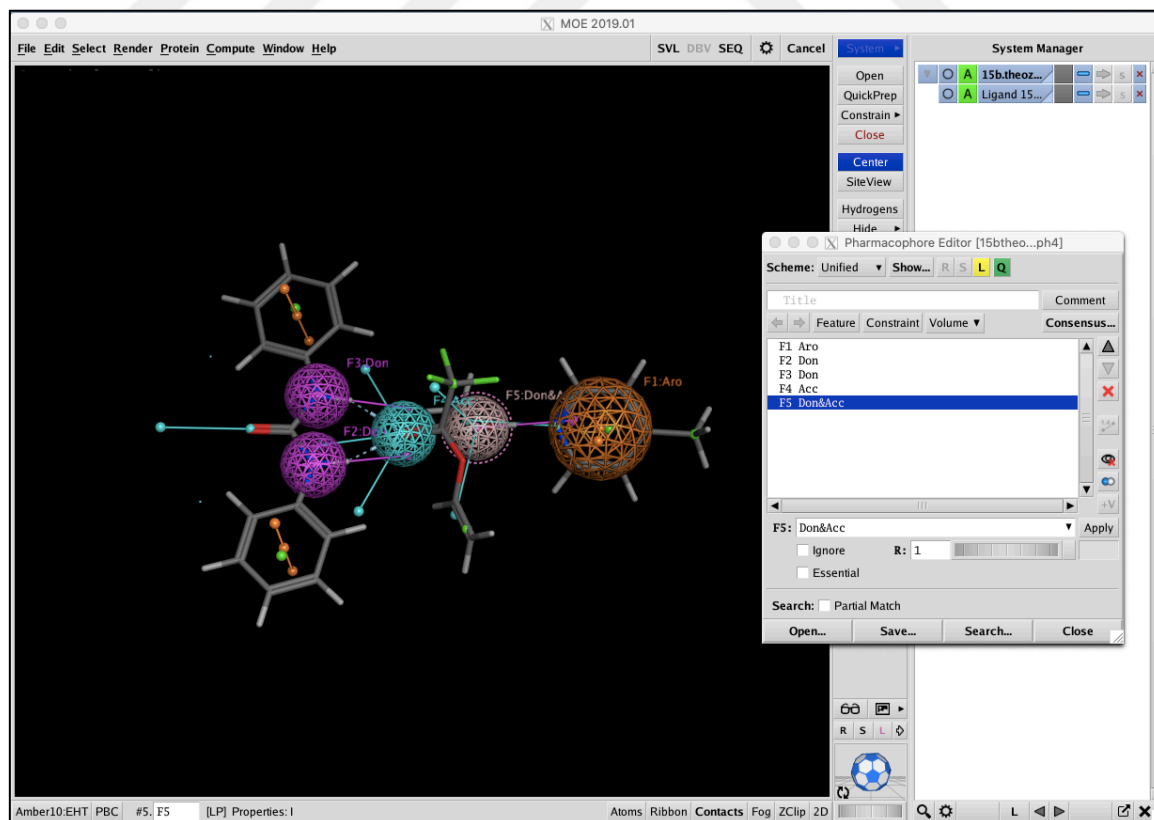 MOE 2019.01
File Edit Select Render Protein Compute Window Help
SVL DBV SEQ Cancel
System
Open
QuickPrep
Constrain
Close
Center
SiteView
Hydrogens
Hide
System Manager
A 15b.theoz... s
A Ligand 15... s
F3:Don
F5:Don&A
F1:Aro
Pharmacophore Editor [15btheo...ph4]
Scheme: Unified Show... R S L Q
Title Comment
Feature Constraint Volume Consensus...
F1 Aro
F2 Don
F3 Don
F4 Acc
F5 Don&Acc
+V
F5: Don&Acc Apply
Ignore R: 1
Essential
Search: Partial Match
Open... Save... Search... Close
R S L
Amber10:EHT PBC #5. F5 [LP] Properties: I Atoms Ribbon Contacts Fog ZClip 2D
L